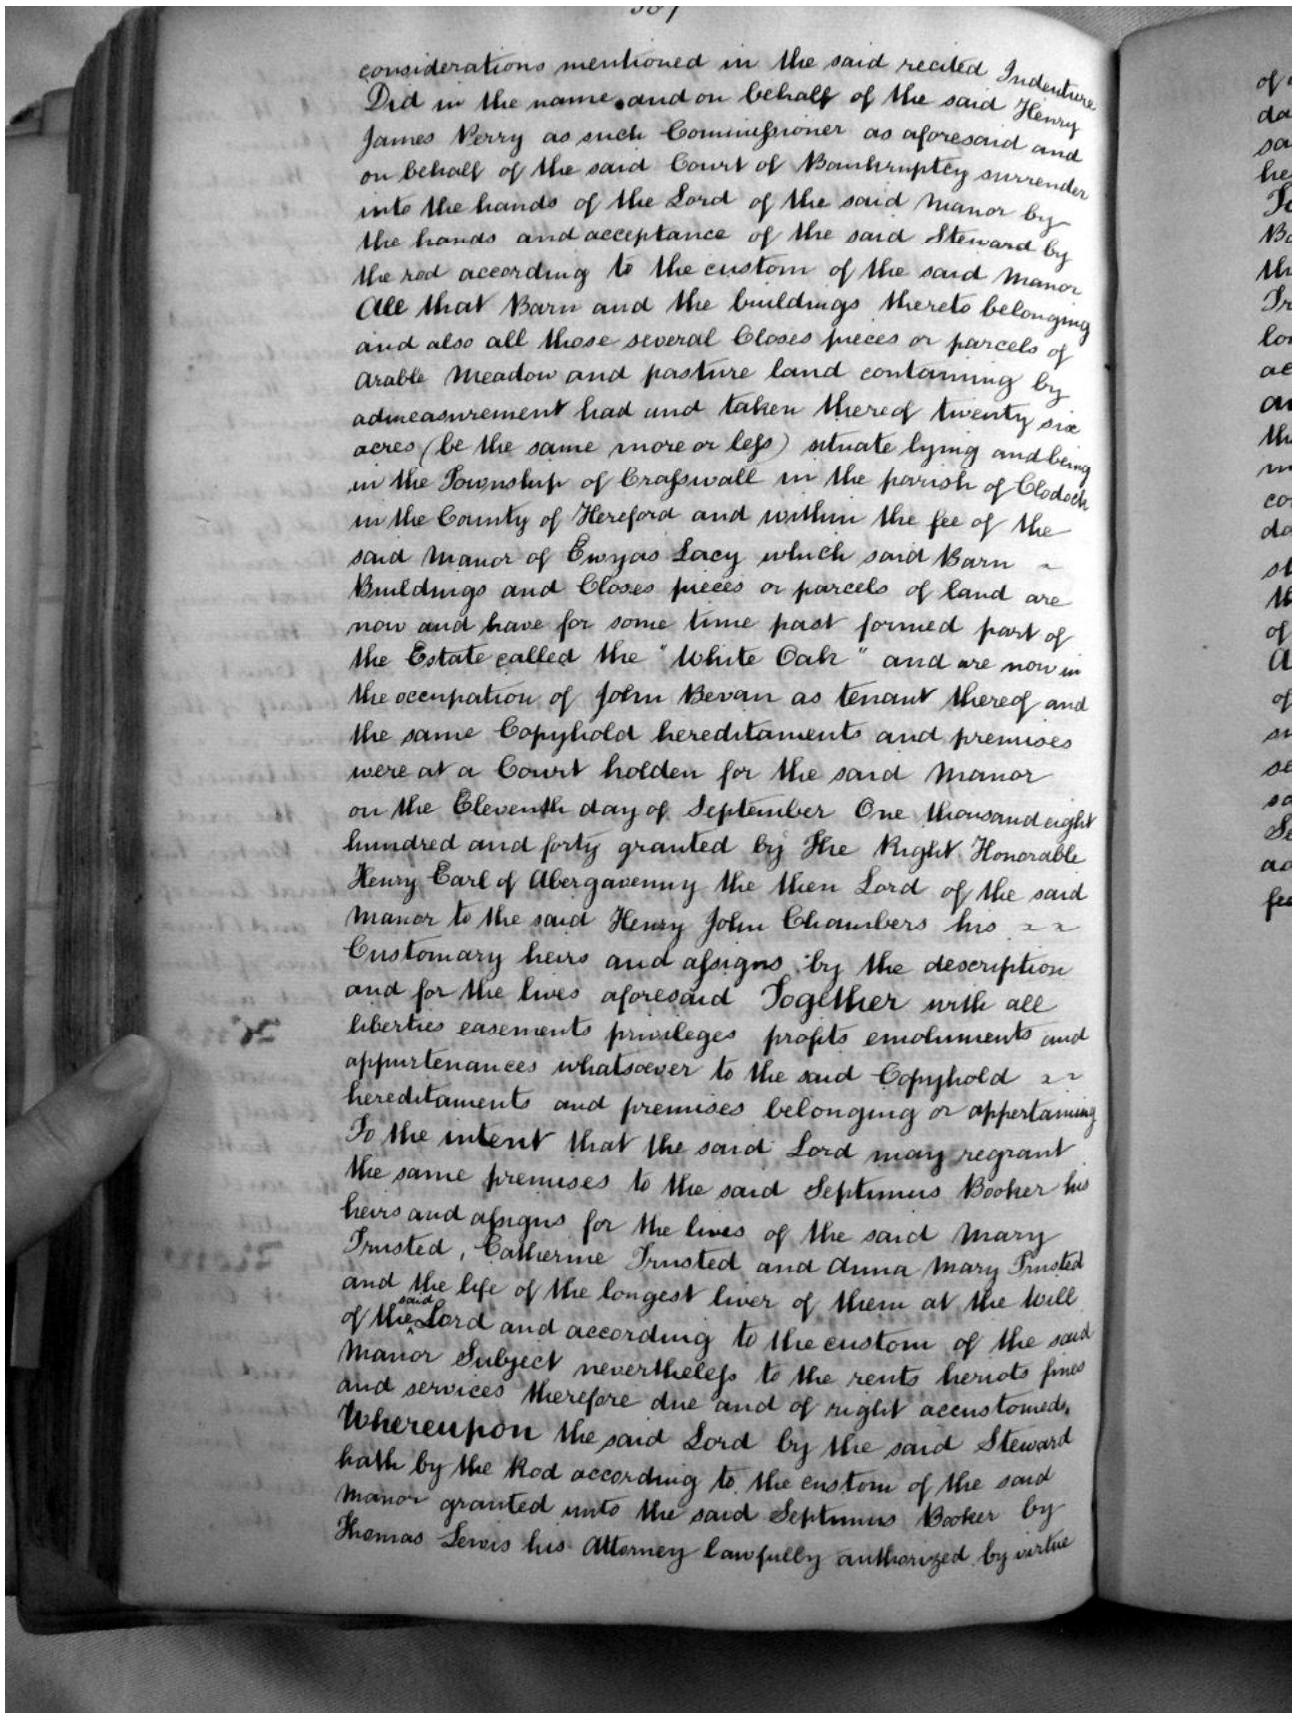 considerations mentioned in the said recited Indenture
Did in the name and on behalf of the said Henry
James Perry as such Commissioner as aforesaid and
on behalf of the said Court of Bankruptcy surrender
into the hands of the Lord of the said Manor by
the hands and acceptance of the said Steward by
the rod according to the custom of the said Manor
All that Barn and the buildings thereto belonging
and also all those several Closes pieces or parcels of
arable Meadow and pasture land containing by
admeasurement had and taken thereof twenty six
acres (be the same more or less) situate lying and being
in the Township of Crasswall in the parish of Clodock
in the County of Hereford and within the fee of the
said Manor of Ewyas Lacy which said Barn ~
Buildings and Closes pieces or parcels of land are
now and have for some time past formed part of
the Estate called the "White Oak" and are now in
the occupation of John Bevan as tenant thereof and
the same Copyhold hereditaments and premises
were at a Court holden for the said Manor
on the Eleventh day of September One thousand eight
hundred and forty granted by The Right Honorable
Henry Earl of Abergavenny the then Lord of the said
Manor to the said Henry John Chambers his ~ ~
Customary heirs and assigns by the description
and for the lives aforesaid Together with all
liberties easements privileges profits emoluments and
appurtenances whatsoever to the said Copyhold ~ ~
hereditaments and premises belonging or appertaining
To the intent that the said Lord may regrant
the same premises to the said Septimus Booker his
heirs and assigns for the lives of the said Mary
Trusted, Catherine Trusted and Anna Mary Trusted
and the life of the longest liver of them at the Will
of the said Lord and according to the custom of the said
Manor Subject nevertheless to the rents heriots fines
and services therefore due and of right accustomed.
Whereupon the said Lord by the said Steward
hath by the Rod according to the custom of the said
Manor granted unto the said Septimus Booker by
Thomas Lewis his Attorney lawfully authorized by virtue